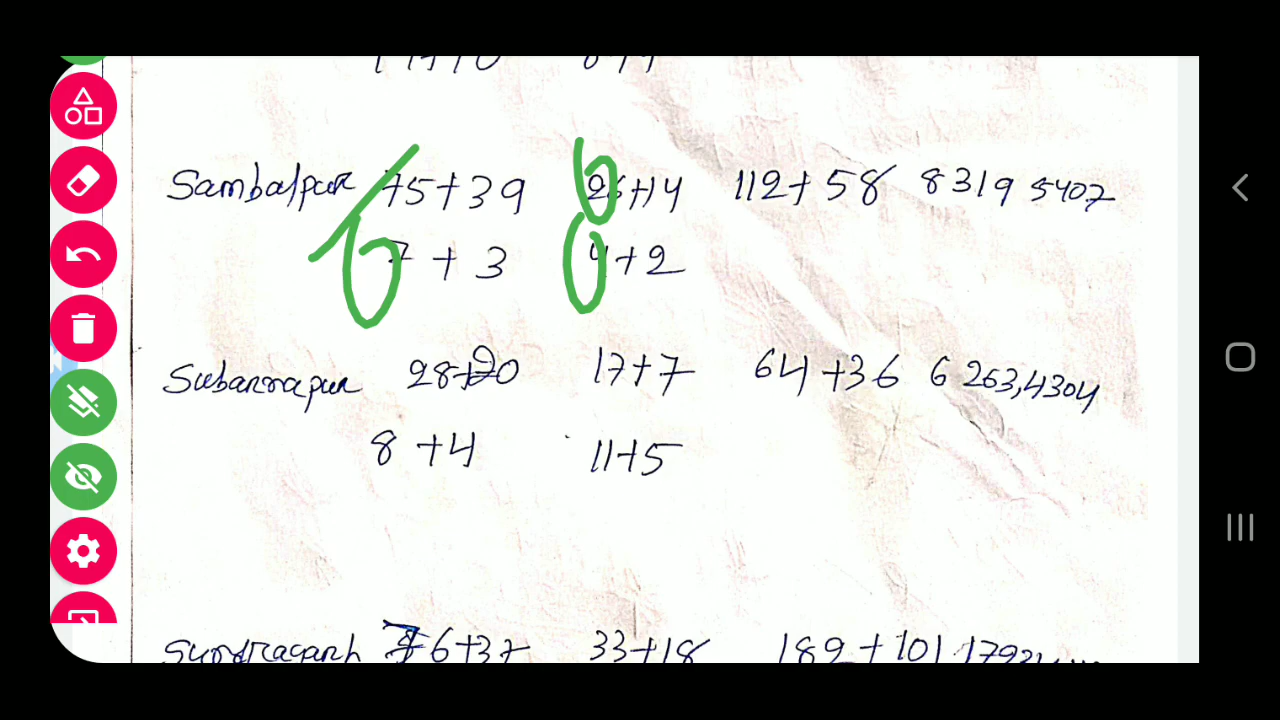 Sambalpur 75+39 26+14 112+58 8319 5407
7+3 4+2
Subarnapur 28+20 17+7 64+36 6263,4304
8+4 11+5
33+18 189+101